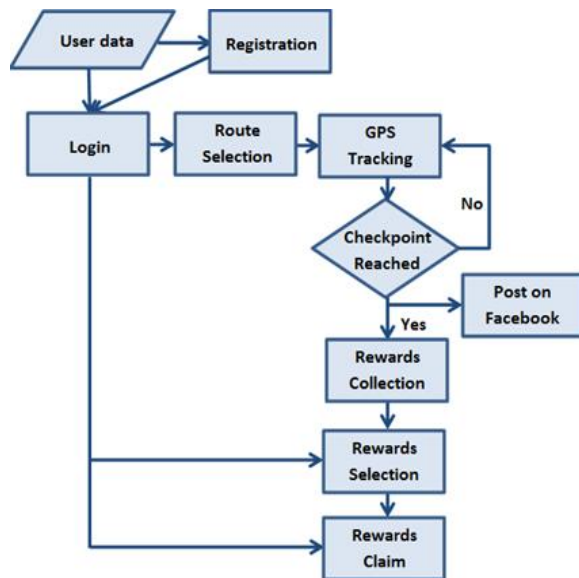 User data
Registration
Login
Route
Selection
GPS
Tracking
No
Checkpoint
Reached
Post on
Facebook
Yes
Rewards
Collection
Rewards
Selection
Rewards
Claim